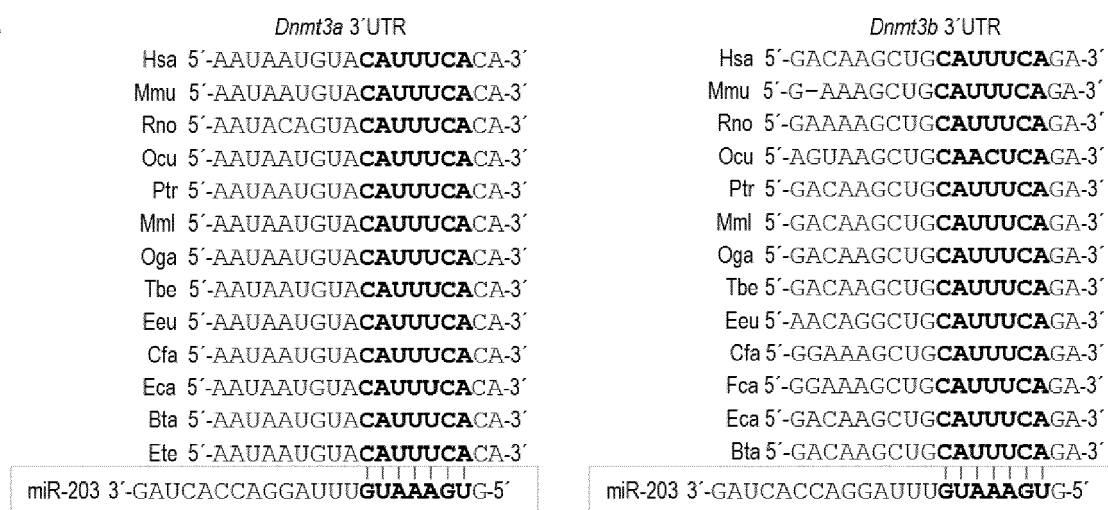 Dnmt3a 3´UTR
Hsa 5´-AAUAAUGUACAUUUCACA-3´
Mmu 5´-AAUAAUGUACAUUUCACA-3´
Rno 5´-AAUACAGUACAUUUCACA-3´
Ocu 5´-AAUAAUGUACAUUUCACA-3´
Ptr 5´-AAUAAUGUACAUUUCACA-3´
Mml 5´-AAUAAUGUACAUUUCACA-3´
Oga 5´-AAUAAUGUACAUUUCACA-3´
Tbe 5´-AAUAAUGUACAUUUCACA-3´
Eeu 5´-AAUAAUGUACAUUUCACA-3´
Cfa 5´-AAUAAUGUACAUUUCACA-3´
Eca 5´-AAUAAUGUACAUUUCACA-3´
Bta 5´-AAUAAUGUACAUUUCACA-3´
Ete 5´-AAUAAUGUACAUUUCACA-3´
miR-203 3´-GAUCACCAGGAUUUGUAAAGUG-5´
Dnmt3b 3´UTR
Hsa 5´-GACAAGCUGCAUUUCAGA-3´
Mmu 5´-G-AAAGCUGCAUUUCAGA-3´
Rno 5´-GAAAAGCUGCAUUUCAGA-3´
Ocu 5´-AGUAAGCUGCAACUCAGA-3´
Ptr 5´-GACAAGCUGCAUUUCAGA-3´
Mml 5´-GACAAGCUGCAUUUCAGA-3´
Oga 5´-GACAAGCUGCAUUUCAGA-3´
Tbe 5´-GACAAGCUGCAUUUCAGA-3´
Eeu 5´-AACAGGCUGCAUUUCAGA-3´
Cfa 5´-GGAAAGCUGCAUUUCAGA-3´
Fca 5´-GGAAAGCUGCAUUUCAGA-3´
Eca 5´-GACAAGCUGCAUUUCAGA-3´
Bta 5´-GACAAGCUGCAUUUCAGA-3´
miR-203 3´-GAUCACCAGGAUUUGUAAAGUG-5´